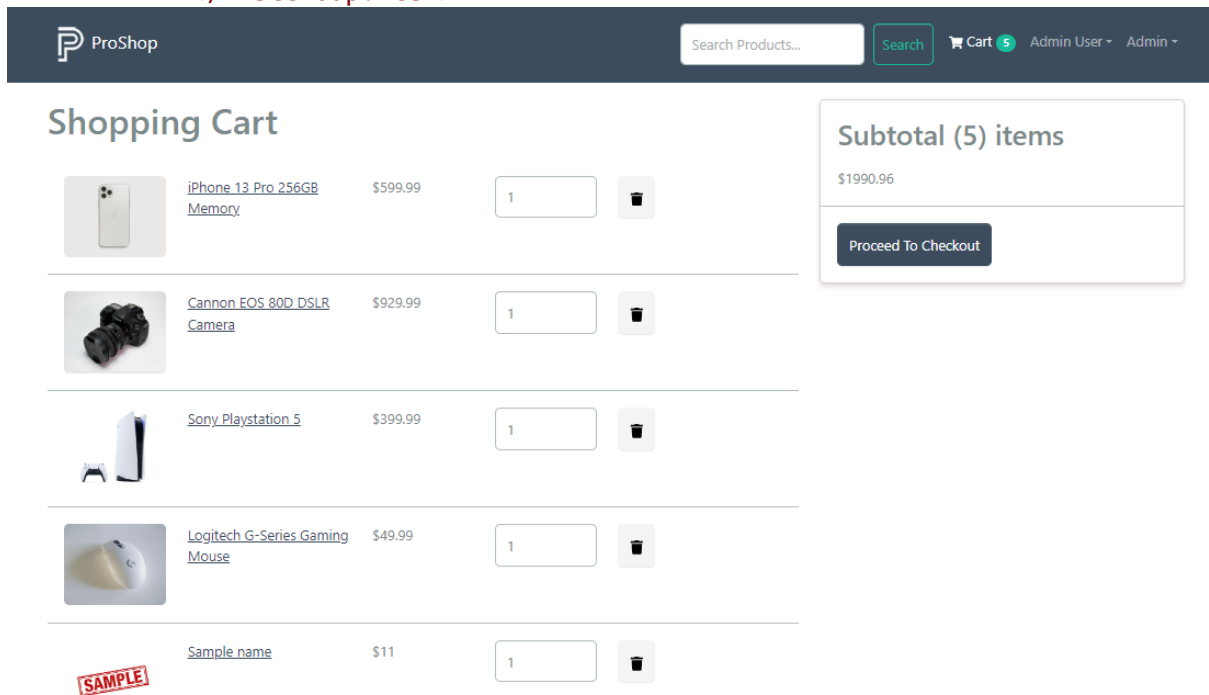 ProShop
Search Products...
Search
Cart 5
Admin User
Admin
Shopping Cart
iPhone 13 Pro 256GB
Memory
$599.99
1
Cannon EOS 80D DSLR
Camera
$929.99
1
Sony Playstation 5
$399.99
1
Logitech G-Series Gaming
Mouse
$49.99
1
SAMPLE
Sample name
$11
1
Subtotal (5) items
$1990.96
Proceed To Checkout